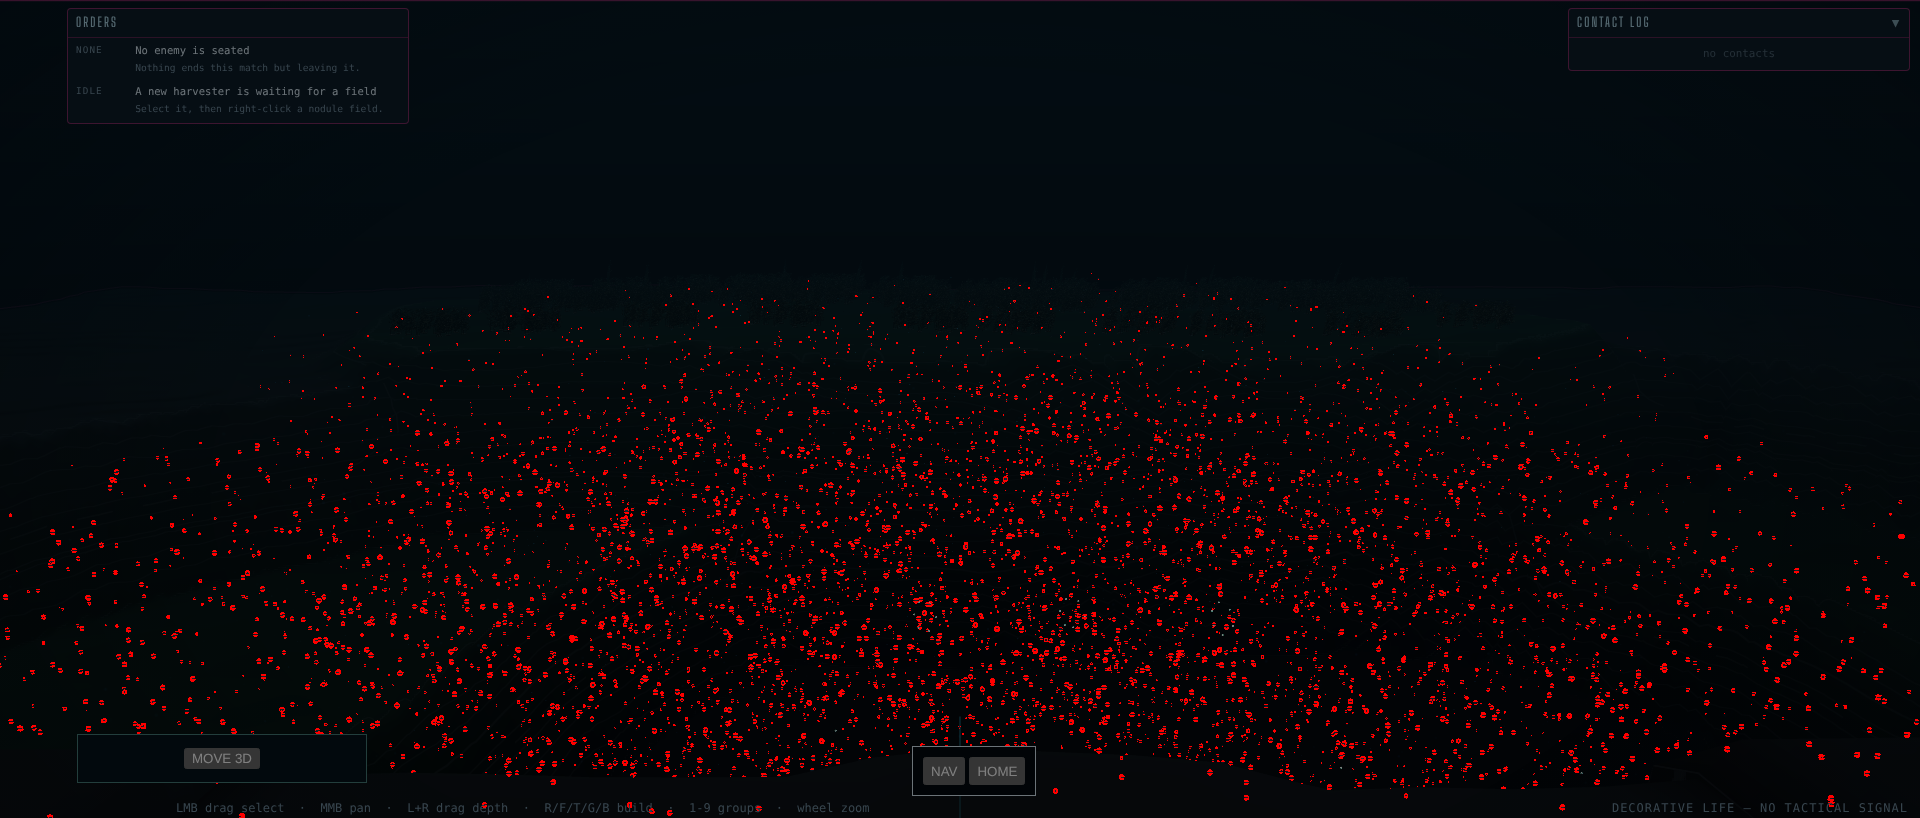 ORDERS
NONE No enemy is seated
Nothing ends this match but leaving it.
IDLE A new harvester is waiting for a field
Select it, then right-click a nodule field.
CONTACT LOG ▼
no contacts
MOVE 3D
NAV HOME
LMB drag select · MMB pan · L+R drag depth · R/F/T/G/B build · 1-9 groups · wheel zoom
DECORATIVE LIFE — NO TACTICAL SIGNAL